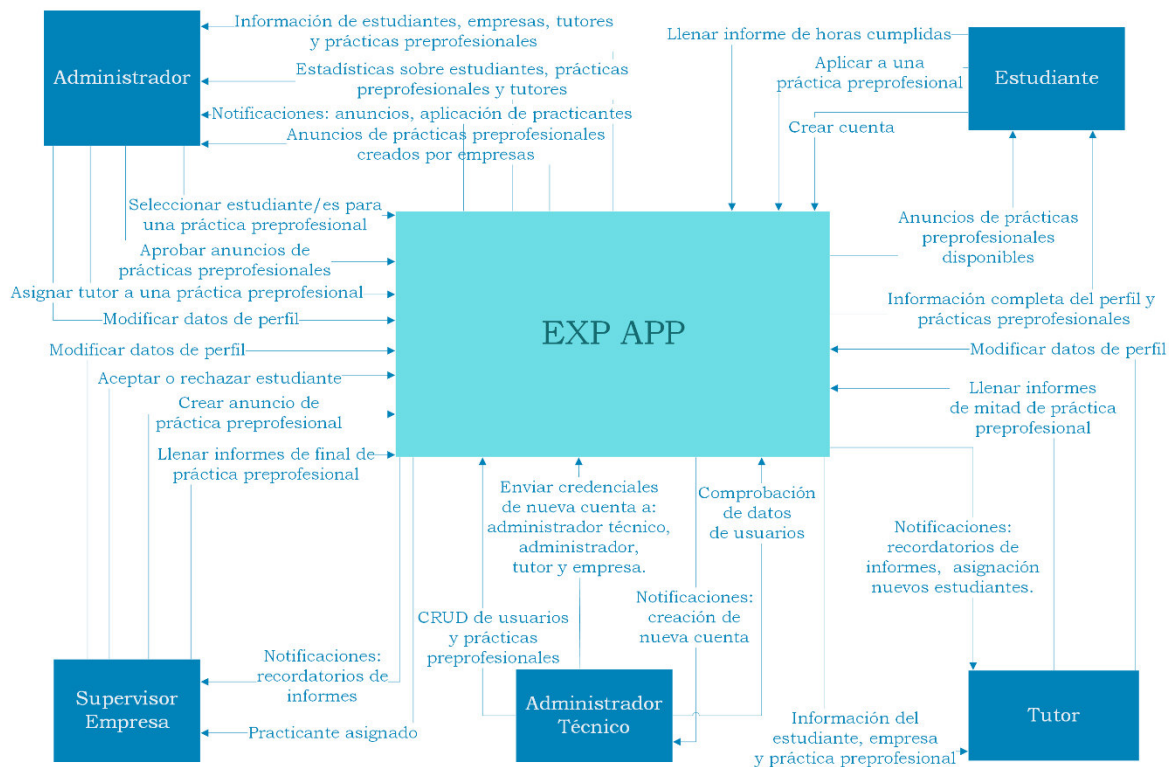 Administrador
Información de estudiantes, empresas, tutores
y prácticas preprofesionales
Estadísticas sobre estudiantes, prácticas
preprofesionales y tutores
Notificaciones: anuncios, aplicación de practicantes
Anuncios de prácticas preprofesionales
creados por empresas
Llenar informe de horas cumplidas
Aplicar a una
práctica preprofesional
Crear cuenta
Estudiante
Seleccionar estudiante/es para
una práctica preprofesional
Aprobar anuncios de
prácticas preprofesionales
Asignar tutor a una práctica preprofesional
Modificar datos de perfil
Modificar datos de perfil
Aceptar o rechazar estudiante
Crear anuncio de
práctica preprofesional
Llenar informes de final de
práctica preprofesional
EXP APP
Anuncios de prácticas
preprofesionales
disponibles
Información completa del perfil y
prácticas preprofesionales
Modificar datos de perfil
Llenar informes
de mitad de práctica
preprofesional
Enviar credenciales
de nueva cuenta a:
administrador técnico,
administrador,
tutor y empresa.
Comprobación
de datos
de usuarios
Notificaciones:
recordatorios de
informes, asignación
nuevos estudiantes.
CRUD de usuarios
y prácticas
preprofesionales
Notificaciones:
creación de
nueva cuenta
Supervisor
Empresa
Notificaciones:
recordatorios de
informes
Practicante asignado
Administrador
Técnico
Información del
estudiante, empresa
y práctica preprofesional
Tutor